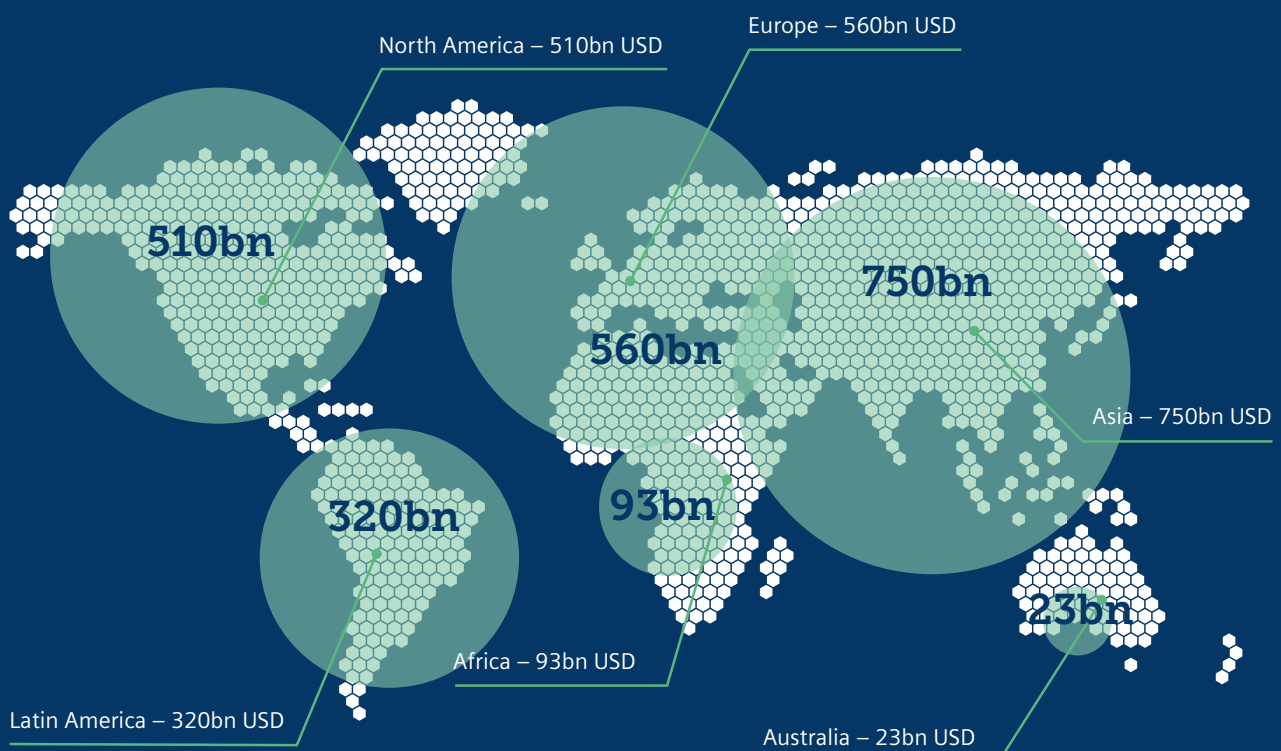 Europe – 560bn USD
North America – 510bn USD
510bn
750bn
560bn
Asia – 750bn USD
320bn
93bn
23bn
Africa – 93bn USD
Latin America – 320bn USD
Australia – 23bn USD